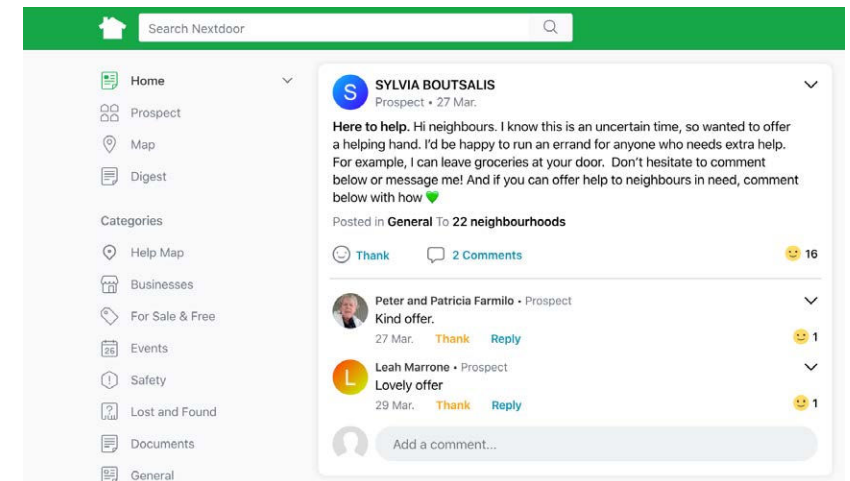 Search Nextdoor
Home
Prospect
Map
Digest
Categories
Help Map
Businesses
For Sale & Free
26 Events
Safety
Lost and Found
Documents
General
S SYLVIA BOUTSALIS
Prospect • 27 Mar.
Here to help. Hi neighbours. I know this is an uncertain time, so wanted to offer
a helping hand. I'd be happy to run an errand for anyone who needs extra help.
For example, I can leave groceries at your door. Don't hesitate to comment
below or message me! And if you can offer help to neighbours in need, comment
below with how 💚
Posted in General To 22 neighbourhoods
Thank 2 Comments 🙂 16
Peter and Patricia Farmilo • Prospect
Kind offer.
27 Mar. Thank Reply 🙂 1
L Leah Marrone • Prospect
Lovely offer
29 Mar. Thank Reply 🙂 1
Add a comment...